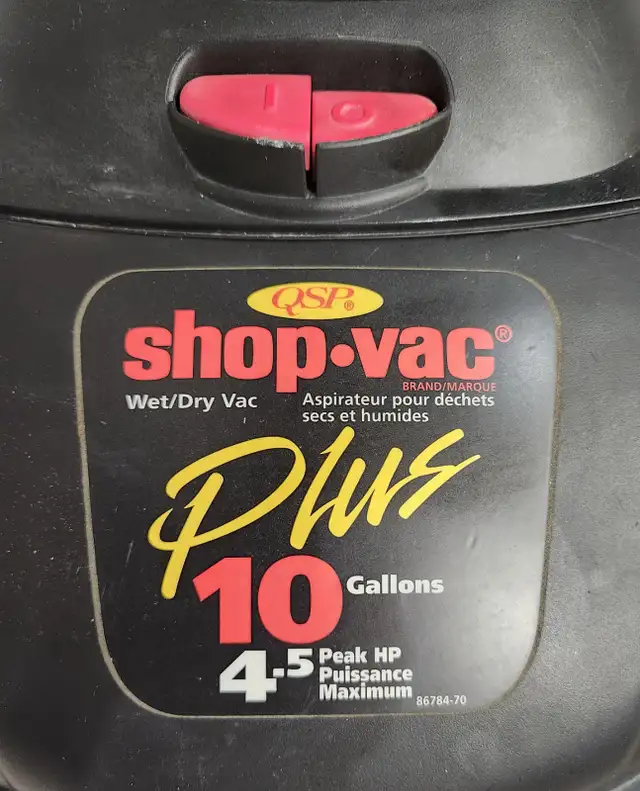 I O
QSP®
shop•vac®
BRAND/MARQUE
Wet/Dry Vac
Aspirateur pour déchets
secs et humides
Plus
10 Gallons
4.5 Peak HP
Puissance
Maximum
86784-70